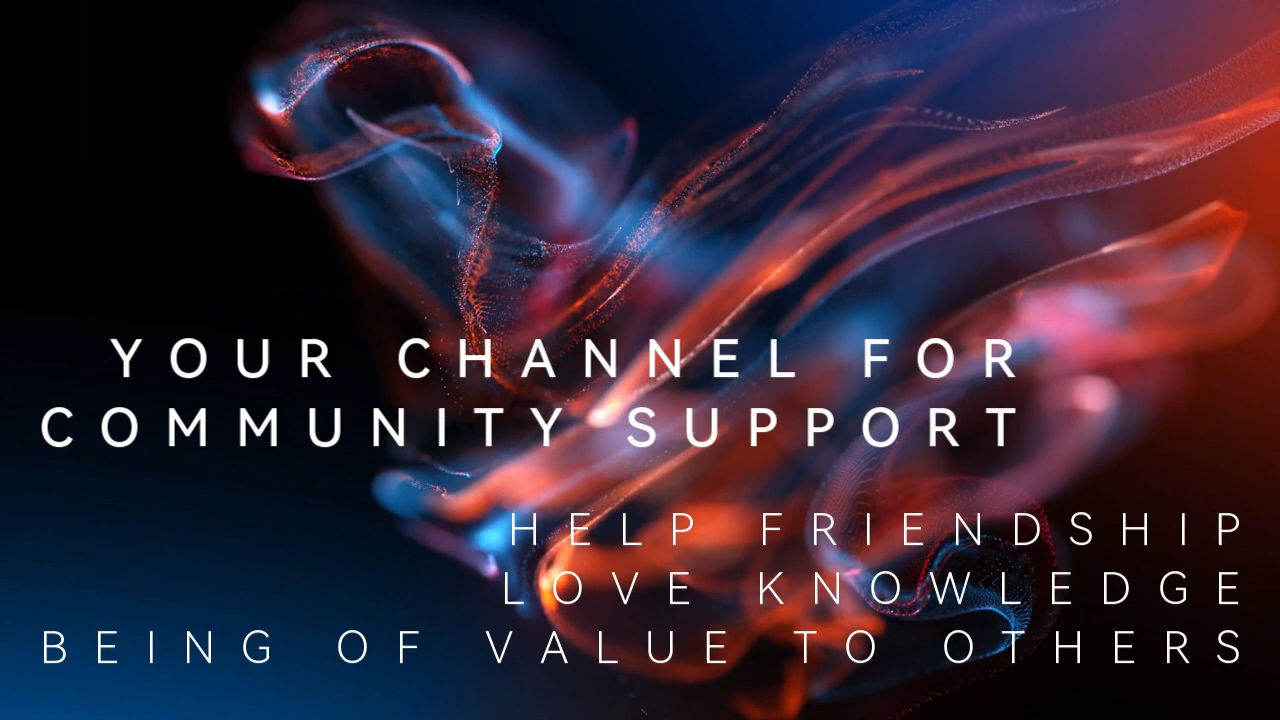 YOUR CHANNEL FOR
COMMUNITY SUPPORT
HELP FRIENDSHIP
LOVE KNOWLEDGE
BEING OF VALUE TO OTHERS